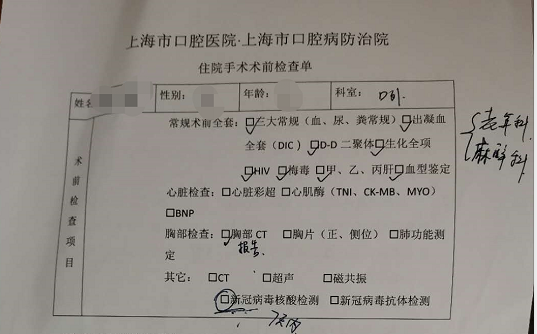 上海市口腔医院·上海市口腔病防治院
住院手术术前检查单
姓名 性别: 年龄: 科室:
术前检查项目
常规术前全套:☑三大常规(血、尿、粪常规)☑出凝血
全套(DIC) ☑D-D 二聚体☑生化全项
☑HIV ☑梅毒 ☑甲、乙、丙肝☑血型鉴定
心脏检查:☐心脏彩超 ☐心肌酶(TNI、CK-MB、MYO)
☐BNP
胸部检查:☑胸部 CT ☐胸片(正、侧位) ☐肺功能测
定 报告
其它: ☐CT ☐超声 ☐磁共振
☐新冠病毒核酸检测 ☐新冠病毒抗体检测
7天内
老年科
麻醉科